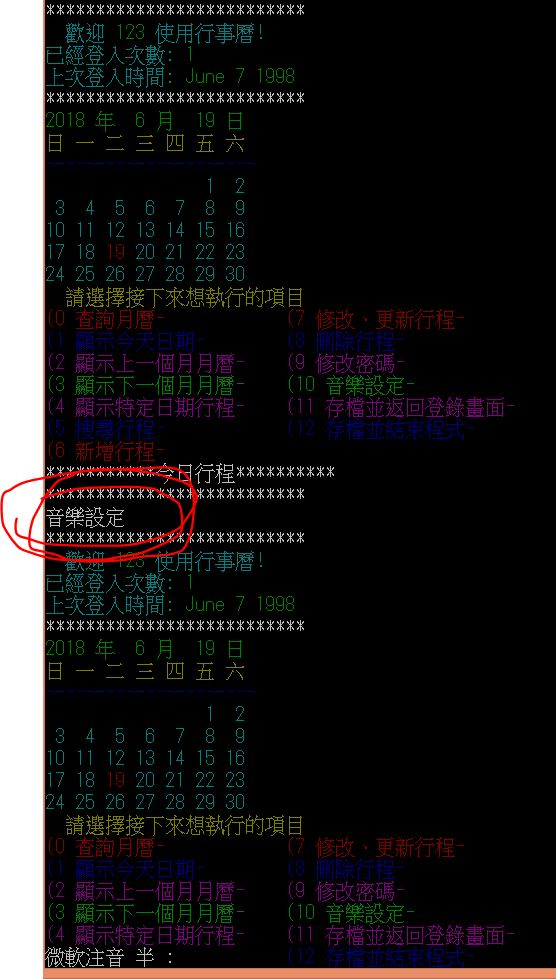 **************************
歡迎 123 使用行事曆!
已經登入次數: 1
上次登入時間: June 7 1998
**************************
2018 年  6 月  19 日
日 一 二 三 四 五 六
---------------------
1 2
3 4 5 6 7 8 9
10 11 12 13 14 15 16
17 18 19 20 21 22 23
24 25 26 27 28 29 30
請選擇接下來想執行的項目
(0 查詢月曆- (7 修改、更新行程-
(1 顯示今天日期- (8 刪除行程-
(2 顯示上一個月月曆- (9 修改密碼-
(3 顯示下一個月月曆- (10 音樂設定-
(4 顯示特定日期行程- (11 存檔並返回登錄畫面-
(5 搜尋行程- (12 存檔並結束程式-
(6 新增行程-
***********今日行程**********
**************************
音樂設定
**************************
歡迎 123 使用行事曆!
已經登入次數: 1
上次登入時間: June 7 1998
**************************
2018 年  6 月  19 日
日 一 二 三 四 五 六
---------------------
1 2
3 4 5 6 7 8 9
10 11 12 13 14 15 16
17 18 19 20 21 22 23
24 25 26 27 28 29 30
請選擇接下來想執行的項目
(0 查詢月曆- (7 修改、更新行程-
(1 顯示今天日期- (8 刪除行程-
(2 顯示上一個月月曆- (9 修改密碼-
(3 顯示下一個月月曆- (10 音樂設定-
(4 顯示特定日期行程- (11 存檔並返回登錄畫面-
微軟注音 半 : (12 存檔並結束程式-